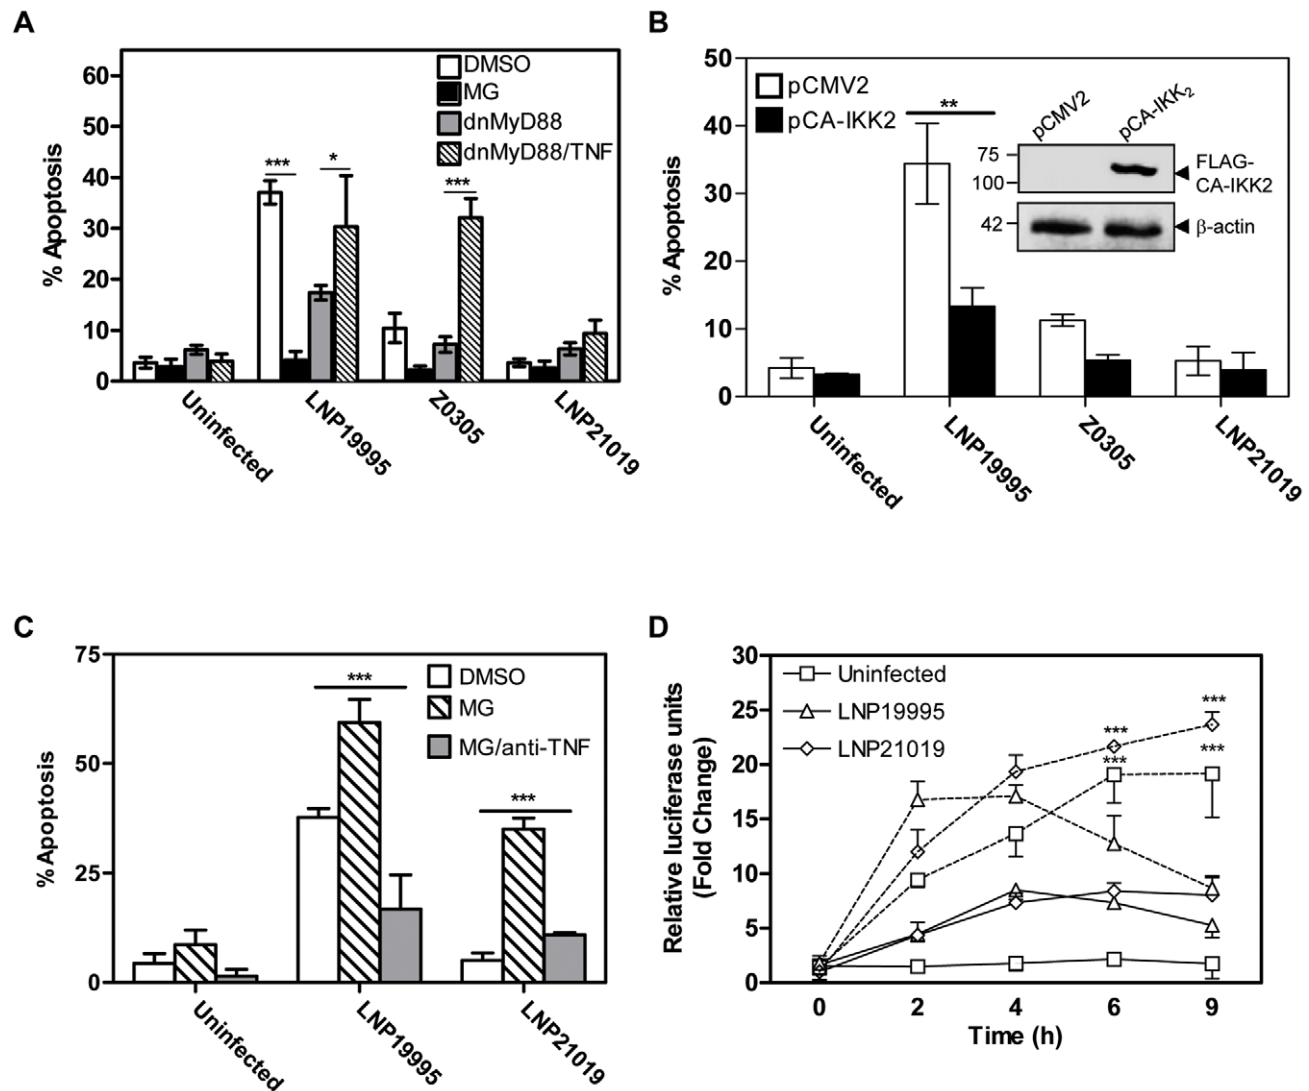 A
% Apoptosis
60
50
40
30
20
10
0
DMSO
MG
dnMyD88
dnMyD88/TNF
***
*
***
Uninfected
LNP19995
Z0305
LNP21019
B
% Apoptosis
50
40
30
20
10
0
pCMV2
pCA-IKK2
**
pCMV2
pCA-IKK2
75
100
42
FLAG-
CA-IKK2
β-actin
Uninfected
LNP19995
Z0305
LNP21019
C
% Apoptosis
75
50
25
0
DMSO
MG
MG/anti-TNF
***
***
Uninfected
LNP19995
LNP21019
D
Relative luciferase units
(Fold Change)
30
25
20
15
10
5
0
Uninfected
LNP19995
LNP21019
***
***
***
***
0 2 4 6 9
Time (h)